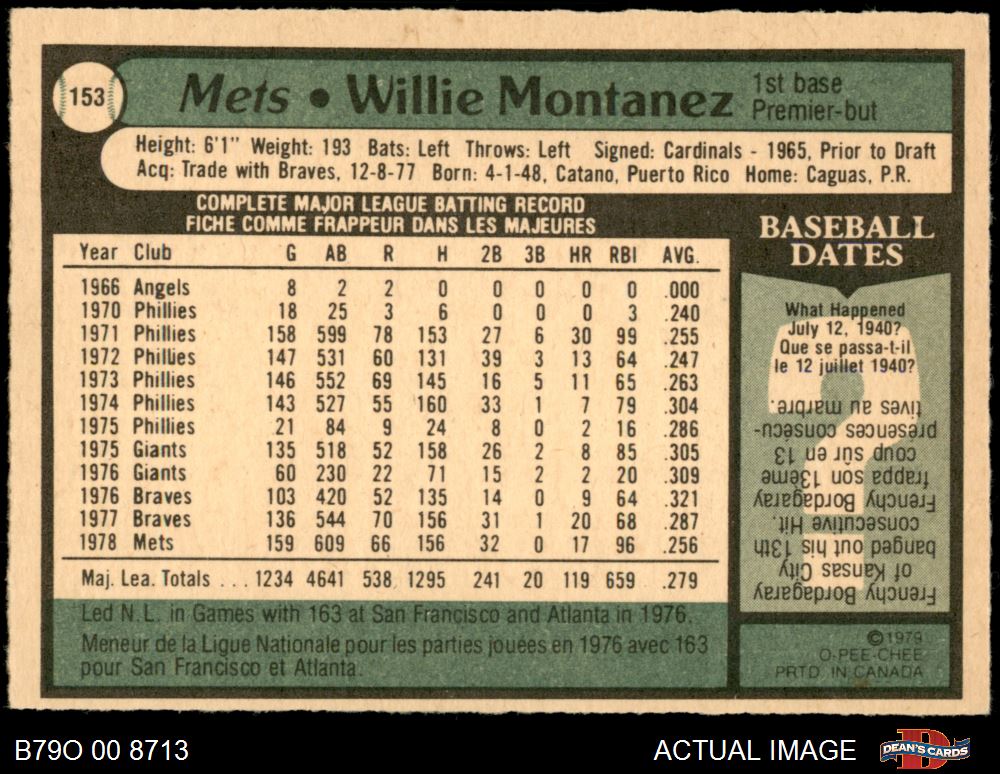 153
Mets • Willie Montanez
1st base
Premier-but
Height: 6'1" Weight: 193 Bats: Left Throws: Left Signed: Cardinals - 1965, Prior to Draft
Acq: Trade with Braves, 12-8-77 Born: 4-1-48, Catano, Puerto Rico Home: Caguas, P.R.
COMPLETE MAJOR LEAGUE BATTING RECORD
FICHE COMME FRAPPEUR DANS LES MAJEURES
Year Club G AB R H 2B 3B HR RBI AVG.
1966 Angels 8 2 2 0 0 0 0 0 .000
1970 Phillies 18 25 3 6 0 0 0 3 .240
1971 Phillies 158 599 78 153 27 6 30 99 .255
1972 Phillies 147 531 60 131 39 3 13 64 .247
1973 Phillies 146 552 69 145 16 5 11 65 .263
1974 Phillies 143 527 55 160 33 1 7 79 .304
1975 Phillies 21 84 9 24 8 0 2 16 .286
1975 Giants 135 518 52 158 26 2 8 85 .305
1976 Giants 60 230 22 71 15 2 2 20 .309
1976 Braves 103 420 52 135 14 0 9 64 .321
1977 Braves 136 544 70 156 31 1 20 68 .287
1978 Mets 159 609 66 156 32 0 17 96 .256
Maj. Lea. Totals ... 1234 4641 538 1295 241 20 119 659 .279
Led N.L. in Games with 163 at San Francisco and Atlanta in 1976.
Meneur de la Ligue Nationale pour les parties jouées en 1976 avec 163
pour San Francisco et Atlanta.
BASEBALL
DATES
What Happened
July 12, 1940?
Que se passa-t-il
le 12 juillet 1940?
Frenchy Bordagaray
of Kansas City
banged out his 13th
consecutive Hit.
Frenchy Bordagaray
frappa son 13ème
coup sûr en 13
présences consécu-
tives au marbre.
©1979
O-PEE-CHEE
PRTD. IN CANADA
B79O 00 8713
ACTUAL IMAGE
DEAN'S CARDS